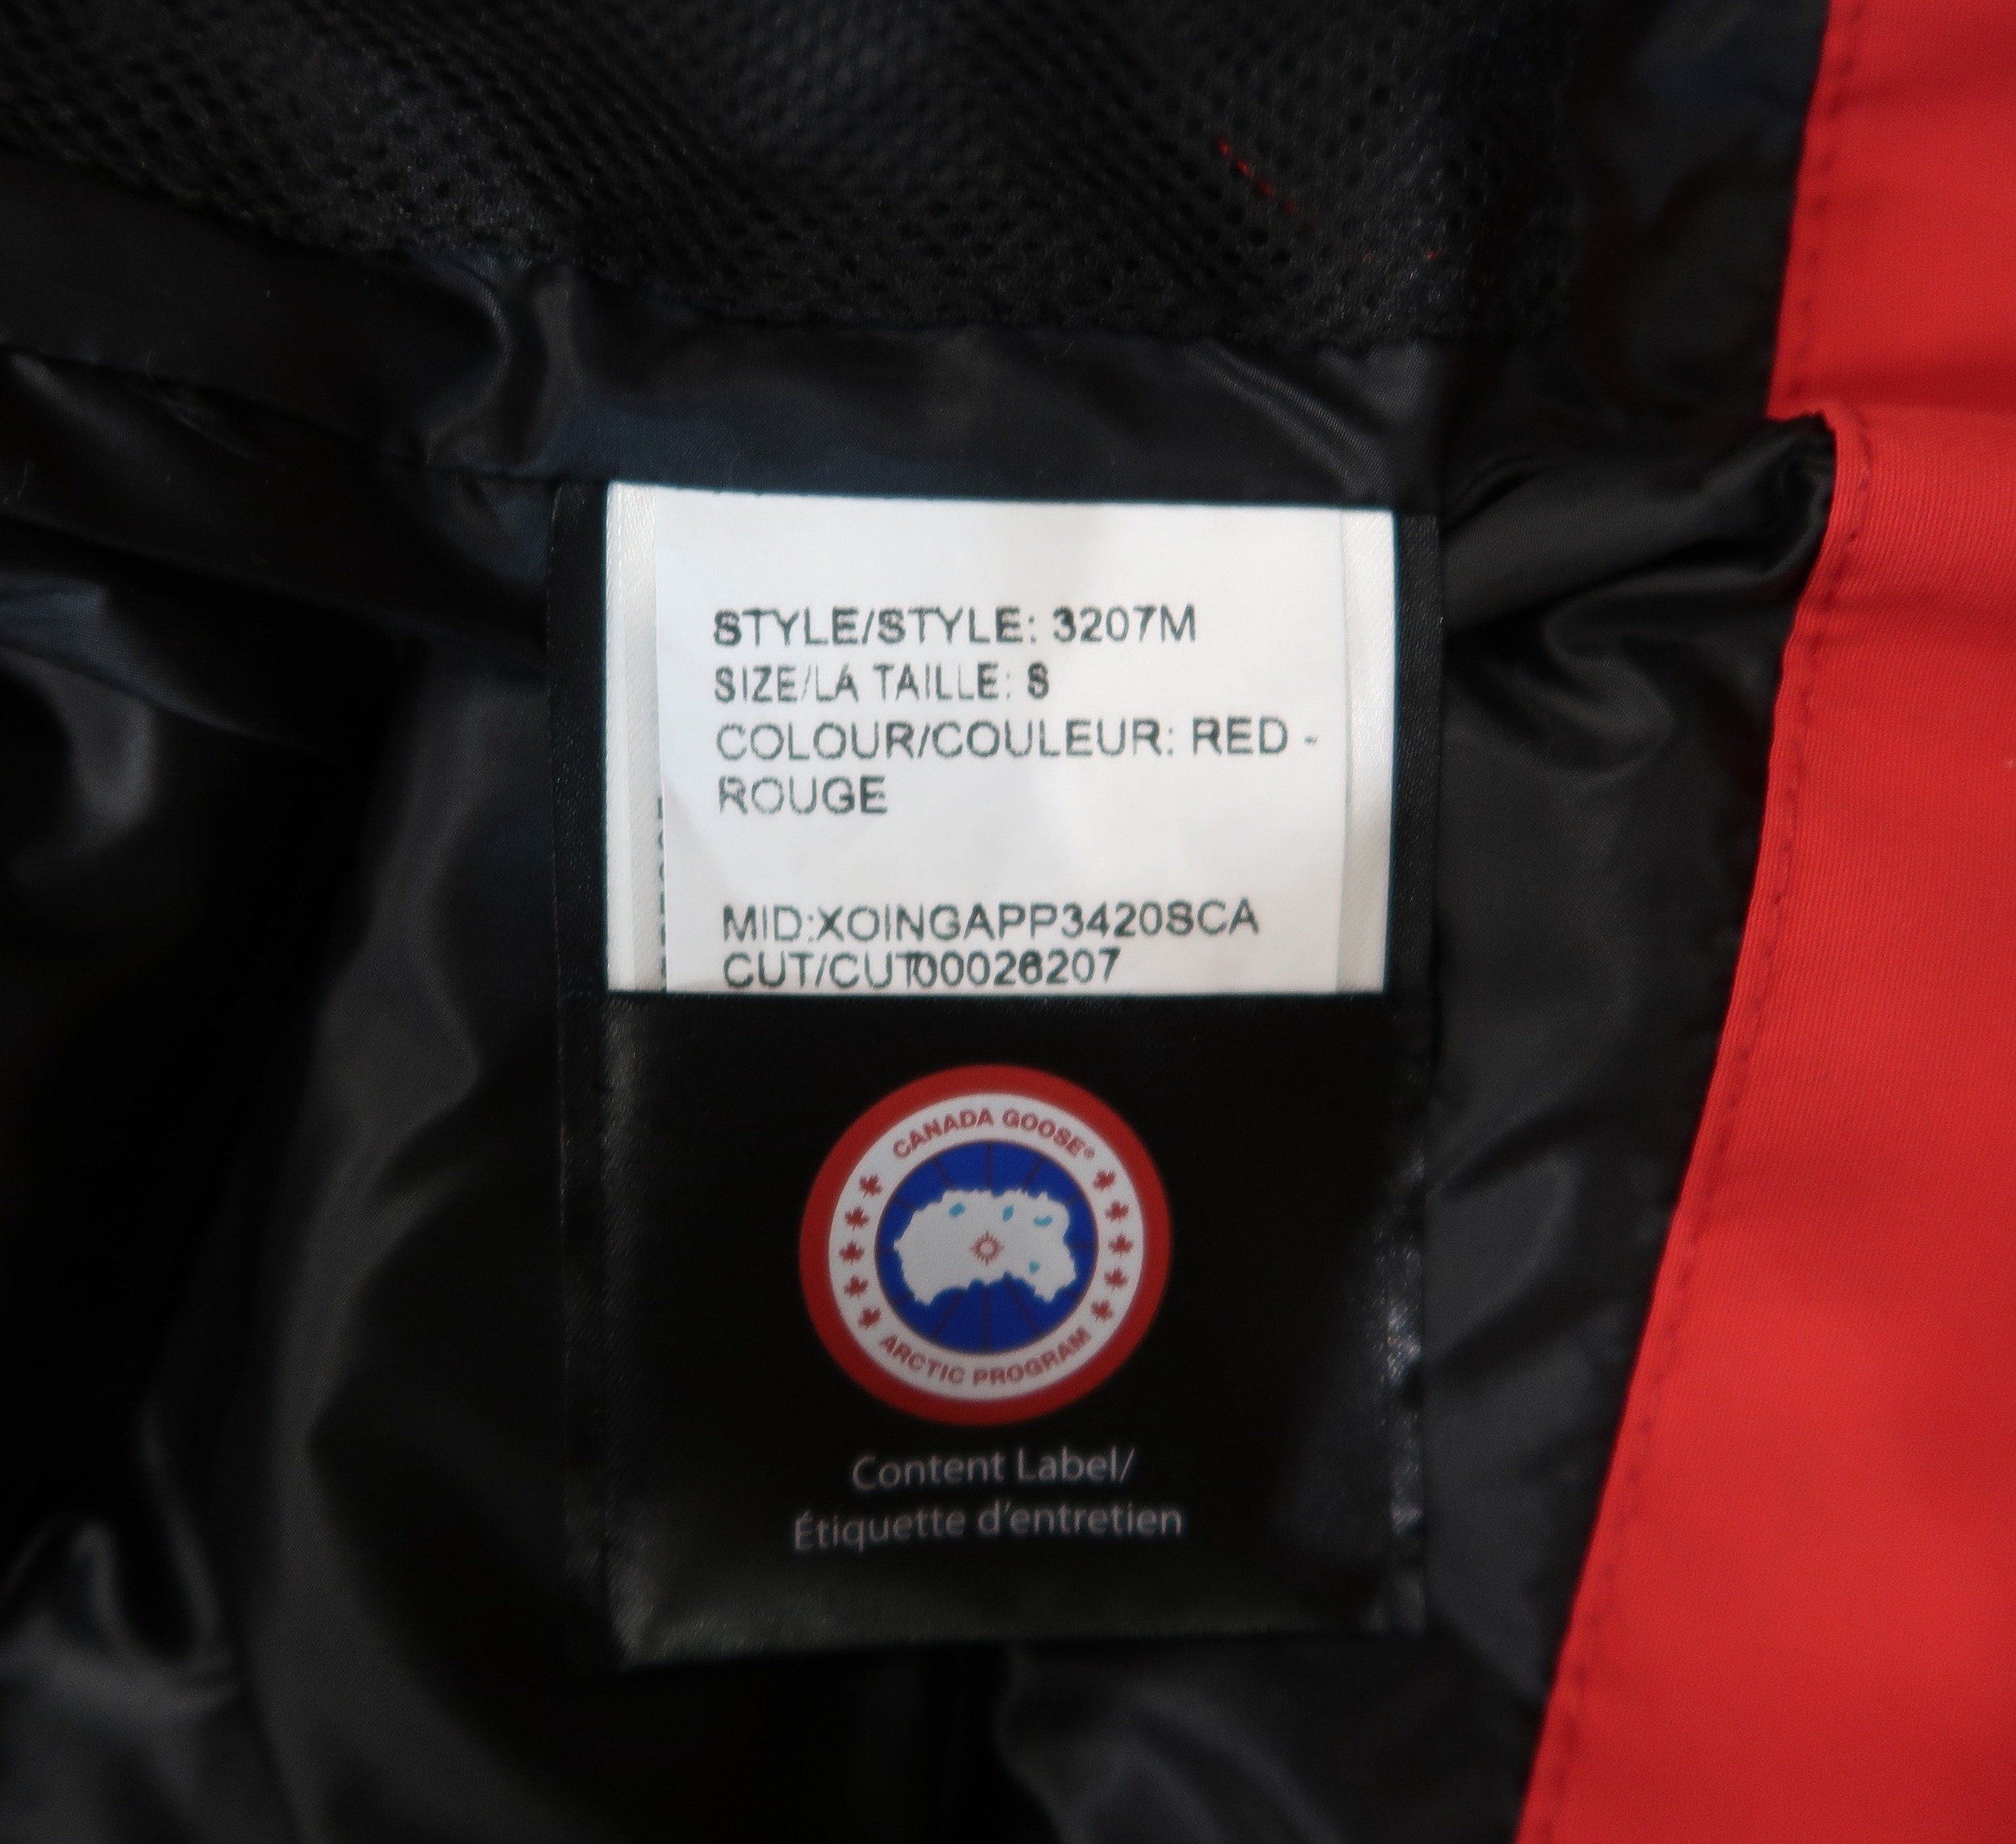 STYLE/STYLE: 3207M
SIZE/LA TAILLE: S
COLOUR/COULEUR: RED -
ROUGE
MID:XOINGAPP3420SCA
CUT/CUT00026207
CANADA GOOSE®
ARCTIC PROGRAM
Content Label/
Étiquette d'entretien